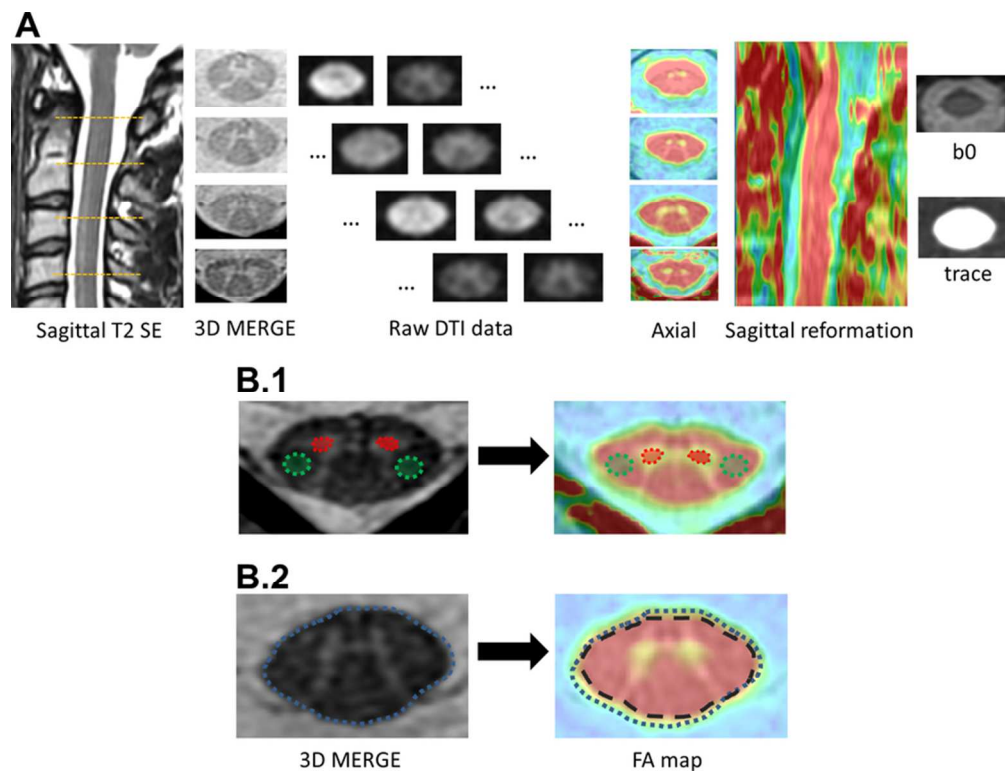 A
...
...
...
...
...
...
b0
trace
Sagittal T2 SE
3D MERGE
Raw DTI data
Axial
Sagittal reformation
B.1
B.2
3D MERGE
FA map